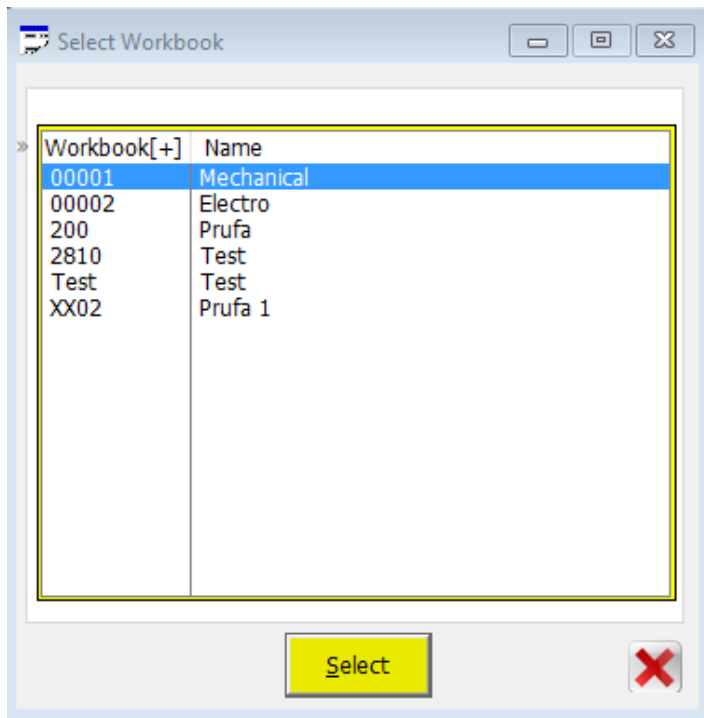 Select Workbook
» Workbook[+] Name
00001 Mechanical
00002 Electro
200 Prufa
2810 Test
Test Test
XX02 Prufa 1
Select